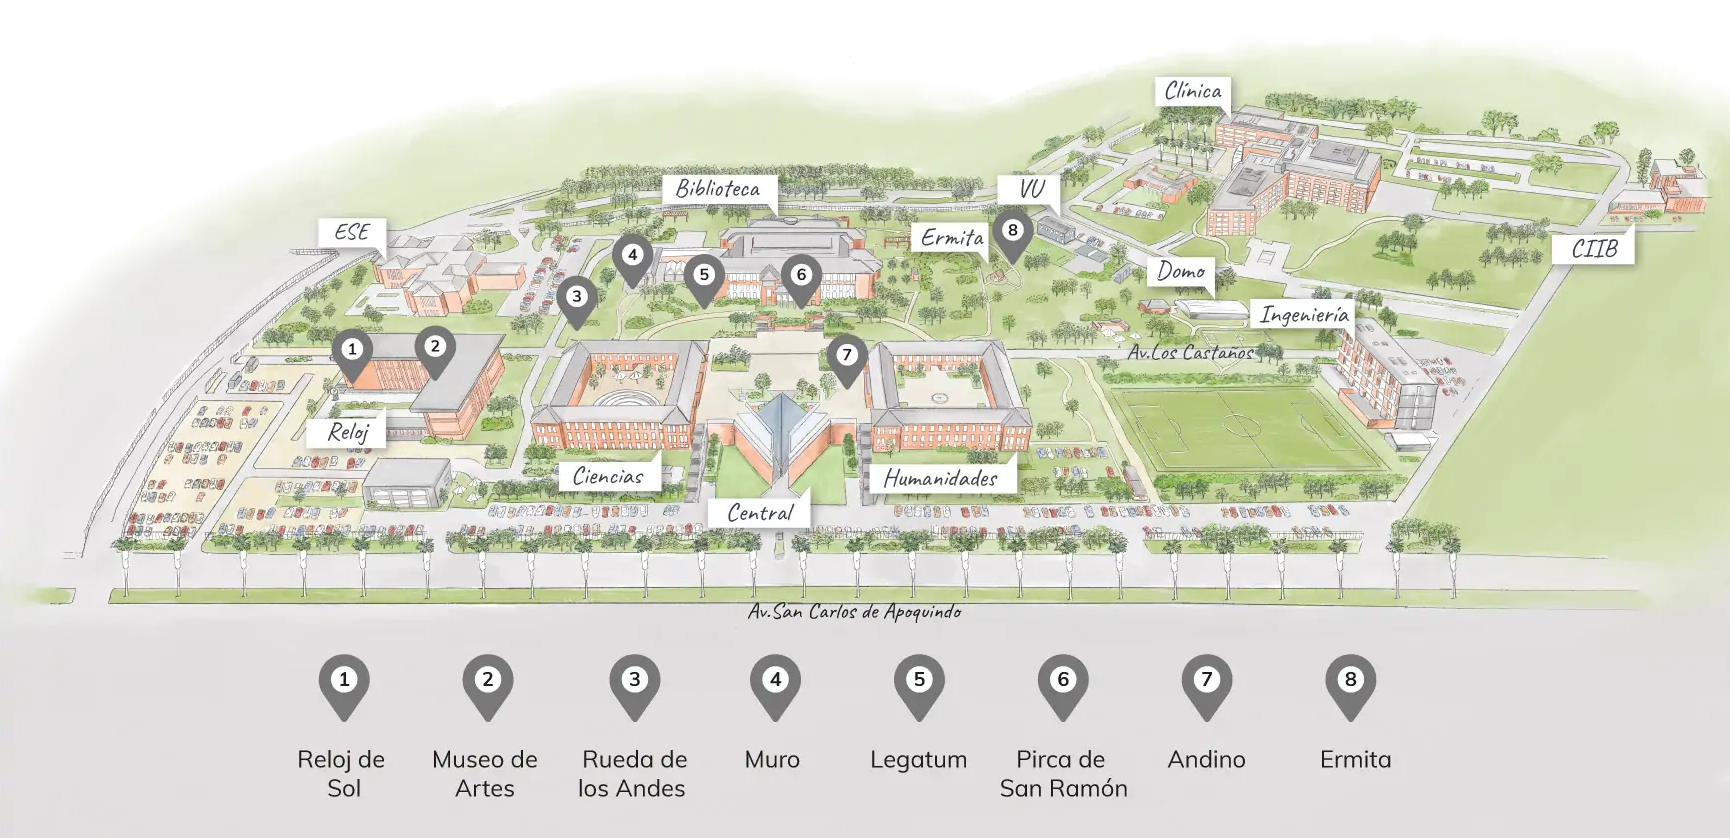 Clínica
Biblioteca
VU
ESE
8
Ermita
CIIB
4
5
6
Domo
3
Ingeniería
1
2
7
Av.Los Castaños
Reloj
Ciencias
Humanidades
Central
Av.San Carlos de Apoquindo
1
2
3
4
5
6
7
8
Reloj de
Sol
Museo de
Artes
Rueda de
los Andes
Muro
Legatum
Pirca de
San Ramón
Andino
Ermita